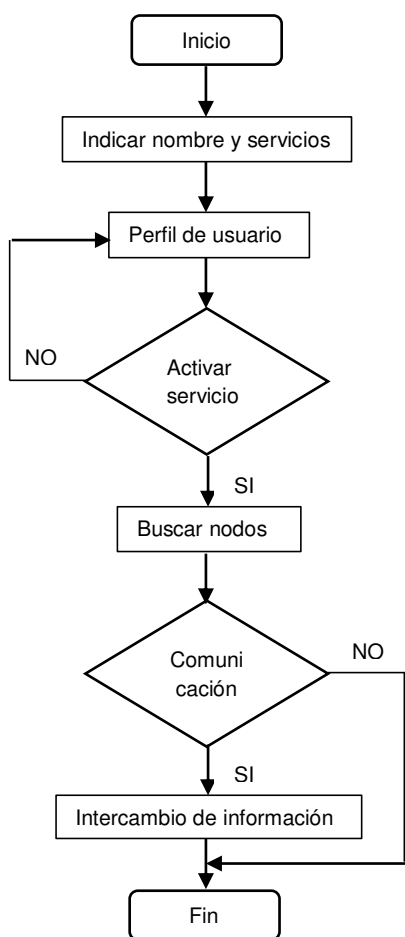 Inicio
Indicar nombre y servicios
Perfil de usuario
NO
Activar
servicio
SI
Buscar nodos
Comuni
cación
NO
SI
Intercambio de información
Fin